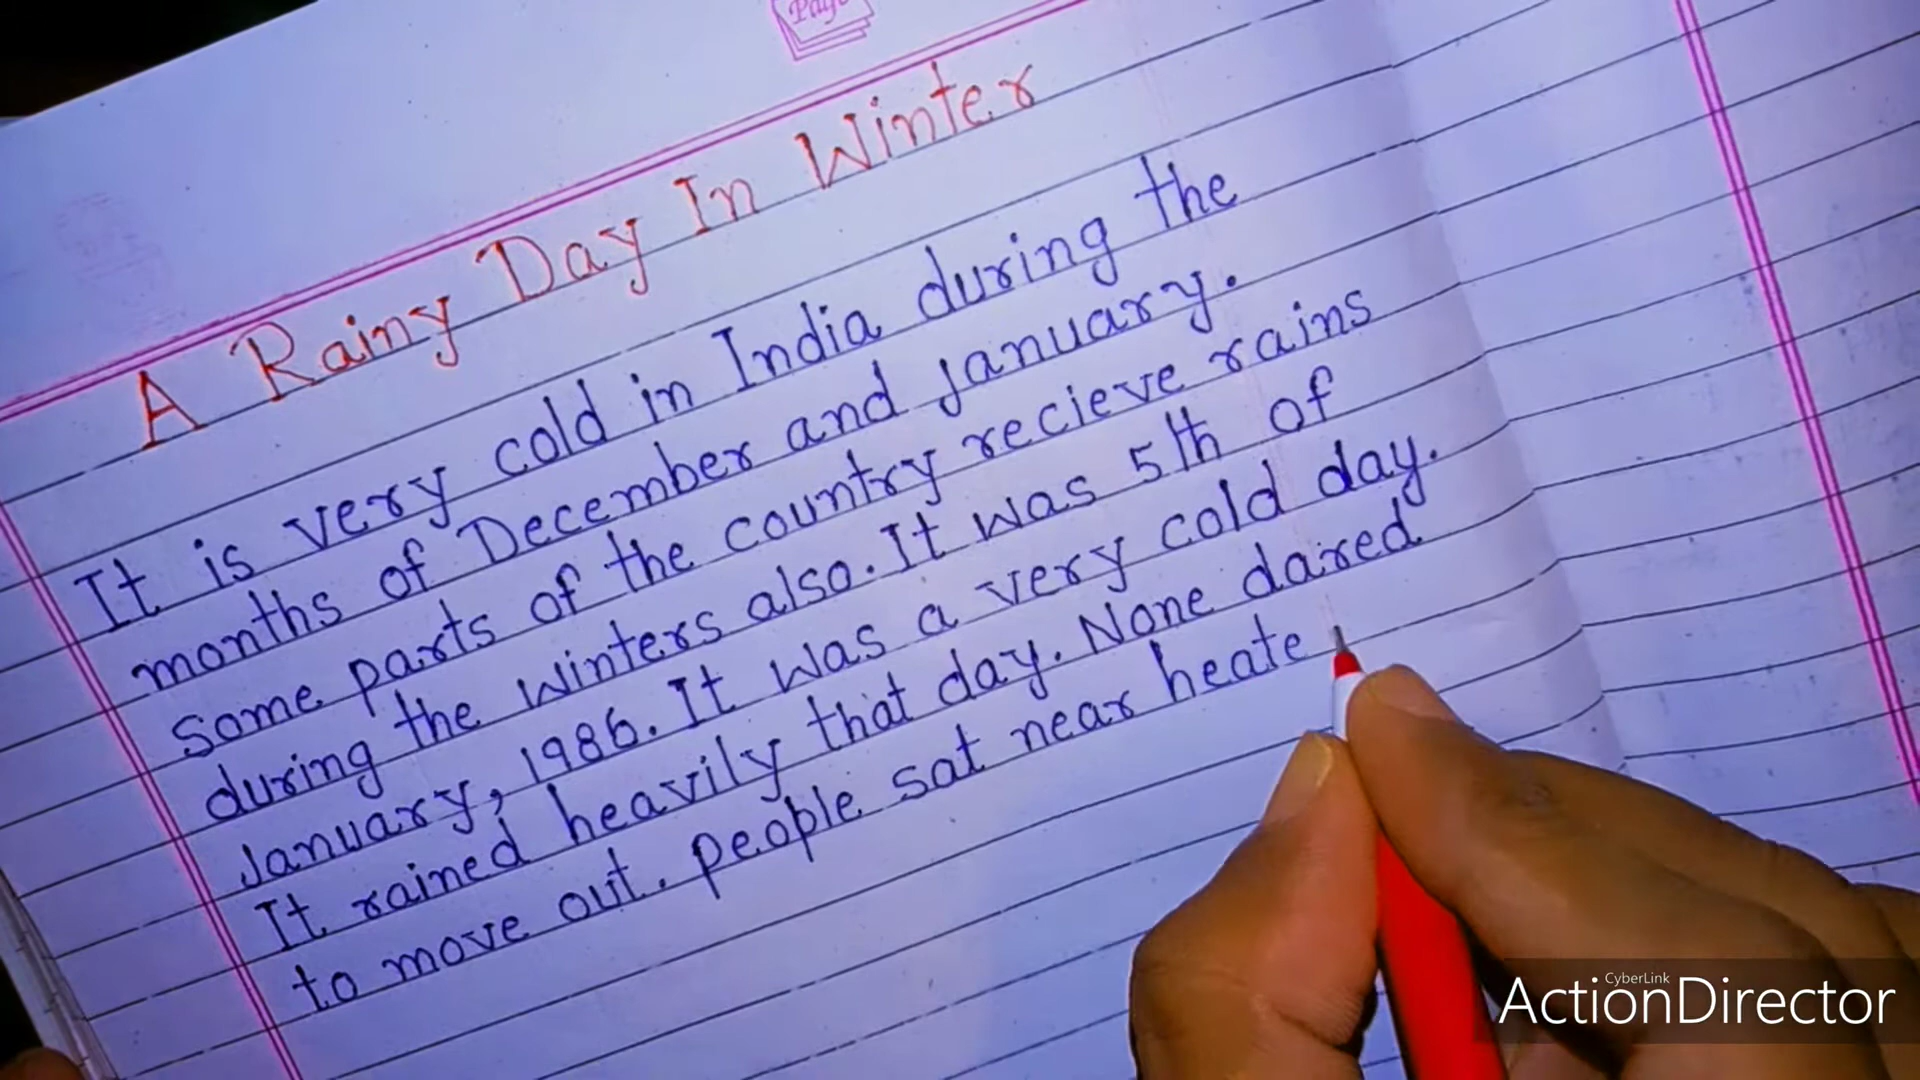 Page
A Rainy Day In Winter
It is very cold in India during the
months of December and January.
Some parts of the country recieve rains
during the winters also. It was 5th of
January, 1986. It was a very cold day.
It rained heavily that day. None dared
to move out. people sat near heate
CyberLink
ActionDirector